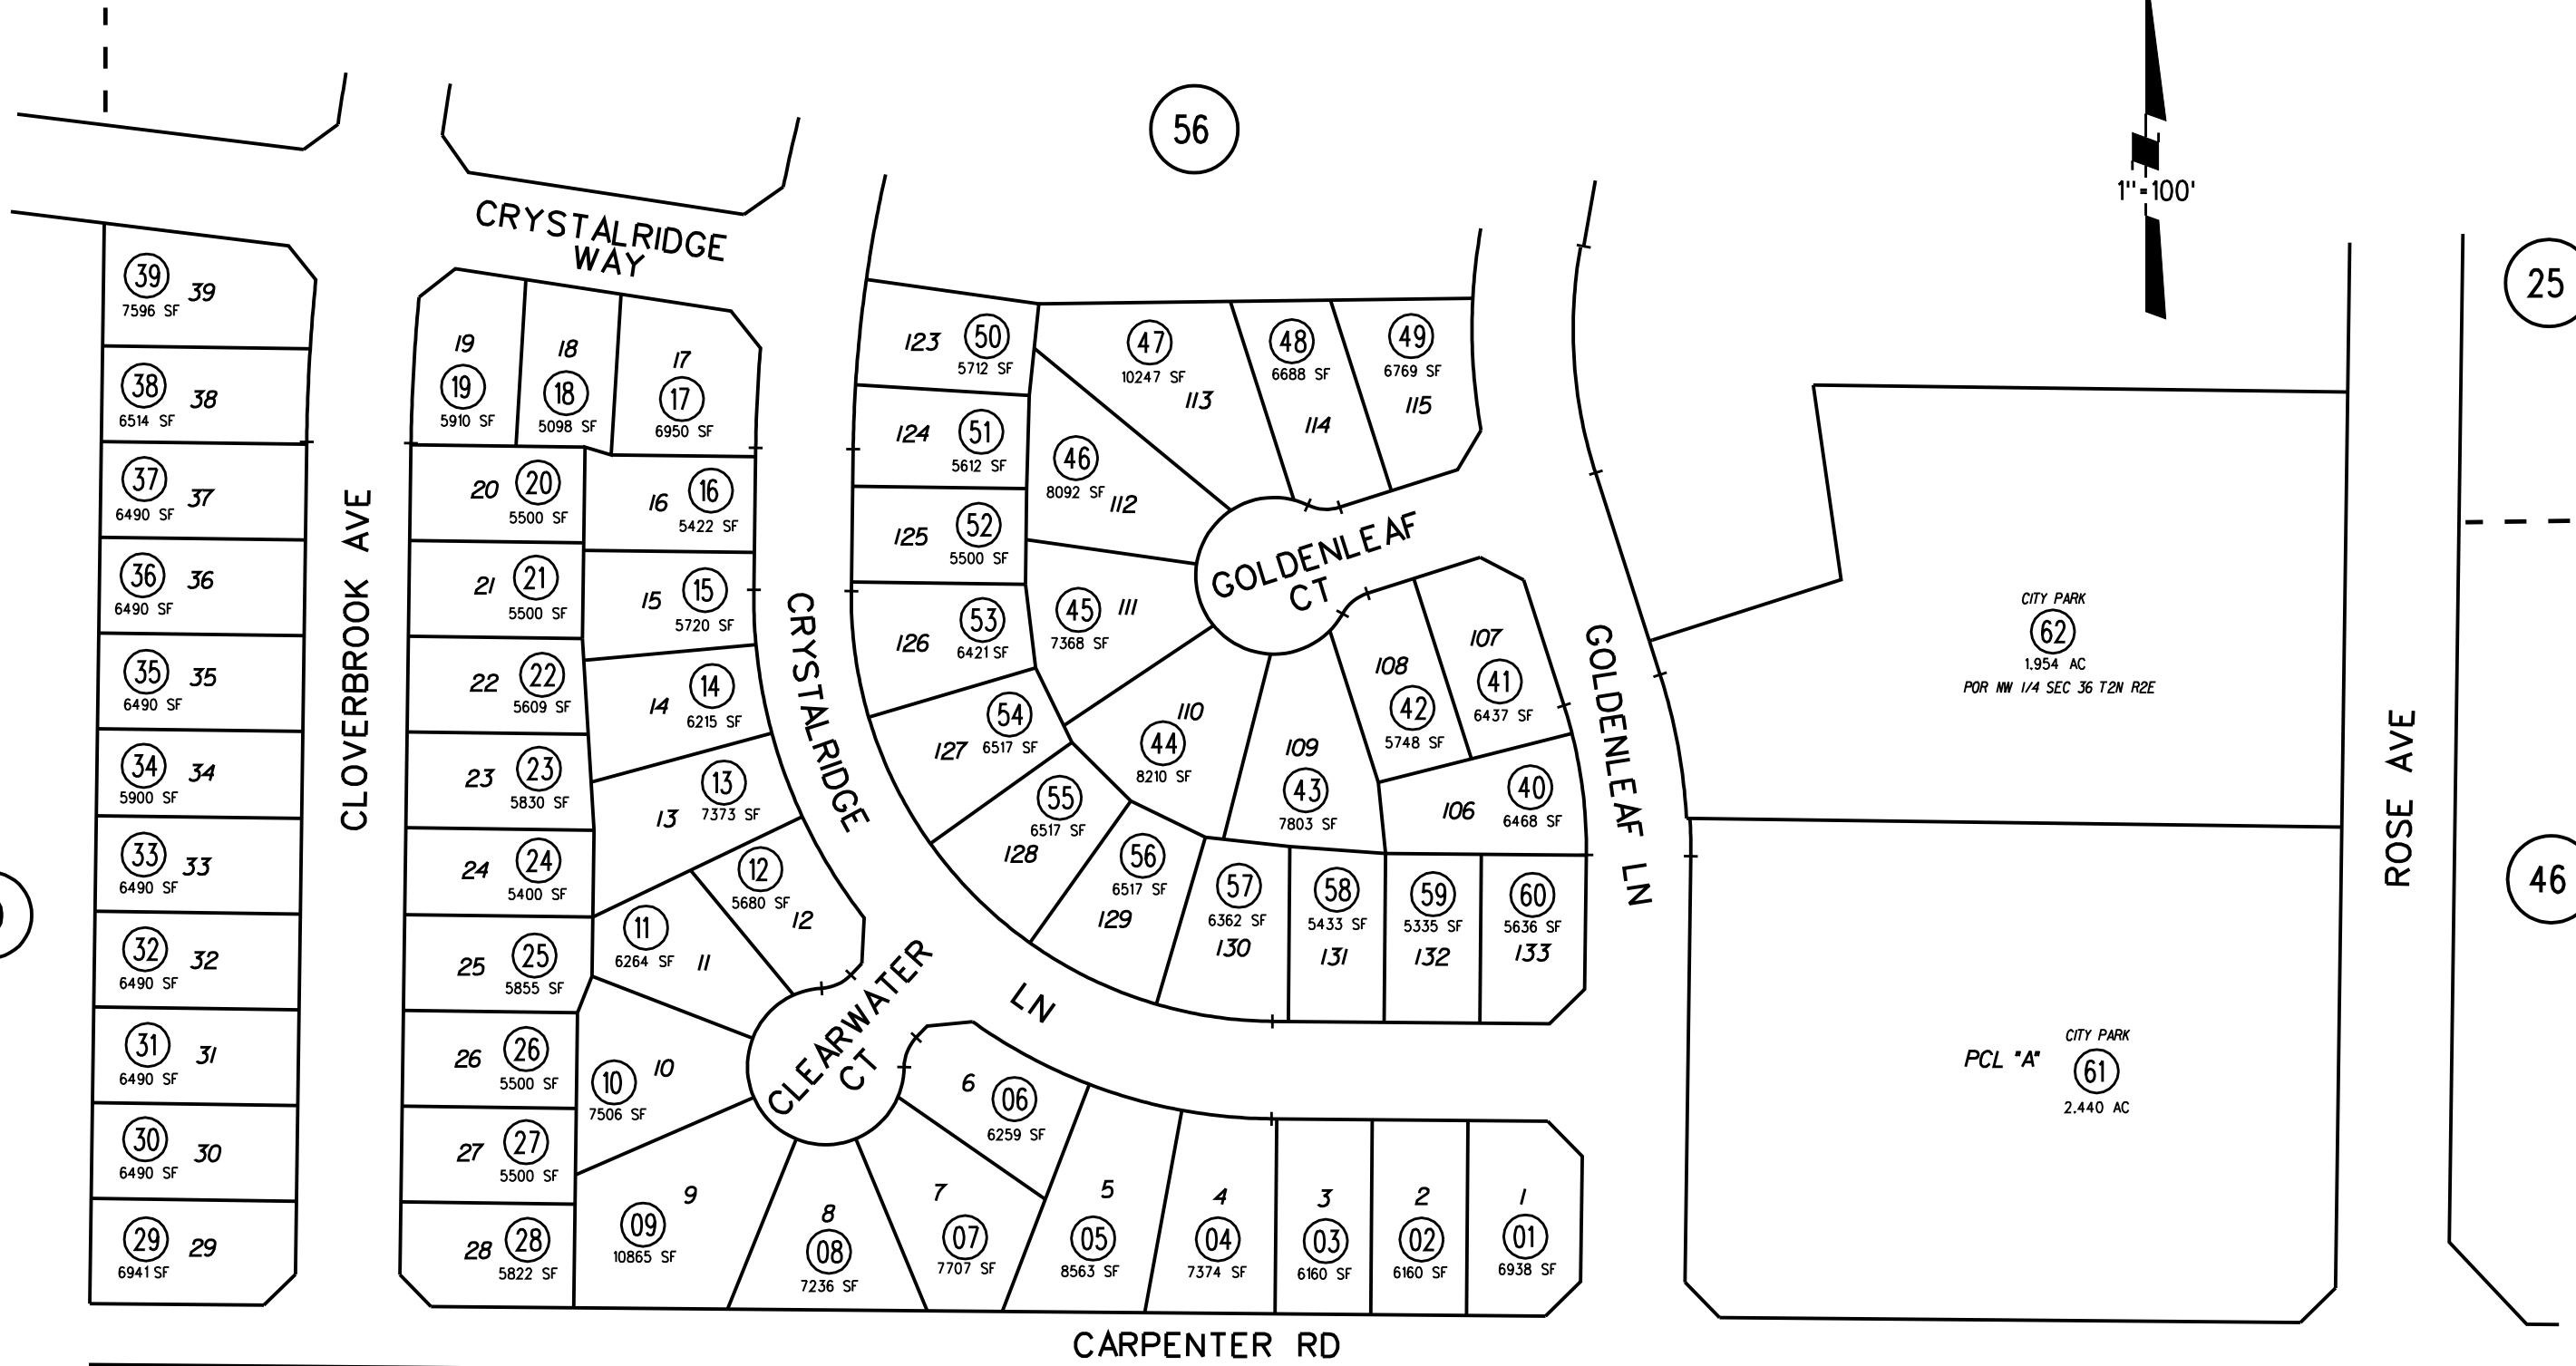 56
1"=100'
25
46
CRYSTALRIDGE
WAY
CLOVERBROOK AVE
CRYSTALRIDGE
LN
CLEARWATER
CT
GOLDENLEAF
CT
GOLDENLEAF LN
ROSE AVE
CARPENTER RD
39 39
7596 SF
38 38
6514 SF
37 37
6490 SF
36 36
6490 SF
35 35
6490 SF
34 34
5900 SF
33 33
6490 SF
32 32
6490 SF
31 31
6490 SF
30 30
6490 SF
29 29
6941 SF
19
19
5910 SF
18
18
5098 SF
17
17
6950 SF
20 20
5500 SF
21 21
5500 SF
22 22
5609 SF
23 23
5830 SF
24 24
5400 SF
25 25
5855 SF
26 26
5500 SF
27 27
5500 SF
28 28
5822 SF
16 16
5422 SF
15 15
5720 SF
14 14
6215 SF
13 13
7373 SF
12
5680 SF
12
11
6264 SF 11
10 10
7506 SF
9
09
10865 SF
8
08
7236 SF
7
07
7707 SF
6 06
6259 SF
5
05
8563 SF
4
04
7374 SF
3
03
6160 SF
2
02
6160 SF
1
01
6938 SF
123 50
5712 SF
124 51
5612 SF
125 52
5500 SF
126 53
6421 SF
127 54
6517 SF
55
6517 SF
128
56
6517 SF
129
57
6362 SF
130
58
5433 SF
131
59
5335 SF
132
60
5636 SF
133
47
10247 SF
113
48
6688 SF
114
49
6769 SF
115
46
8092 SF 112
45 111
7368 SF
110
44
8210 SF
109
43
7803 SF
108
42
5748 SF
107
41
6437 SF
106 40
6468 SF
CITY PARK
62
1.954 AC
POR NW 1/4 SEC 36 T2N R2E
CITY PARK
PCL "A" 61
2.440 AC